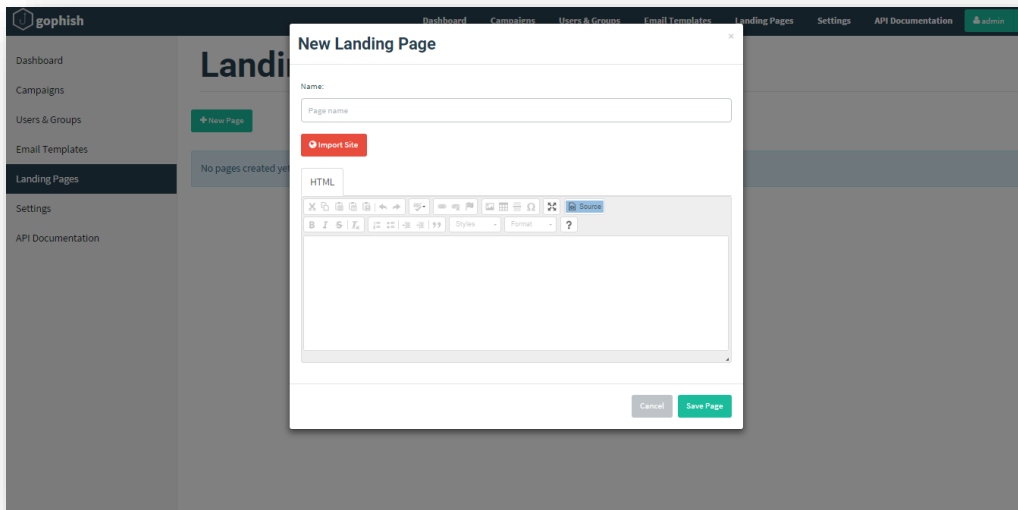 gophish
Dashboard Campaigns Users & Groups Email Templates Landing Pages Settings API Documentation admin
Dashboard
Campaigns
Users & Groups
Email Templates
Landing Pages
Settings
API Documentation
Landi
New Page
No pages created yet
New Landing Page
×
Name:
Page name
Import Site
HTML
Source
B I S Styles Format ?
Cancel Save Page